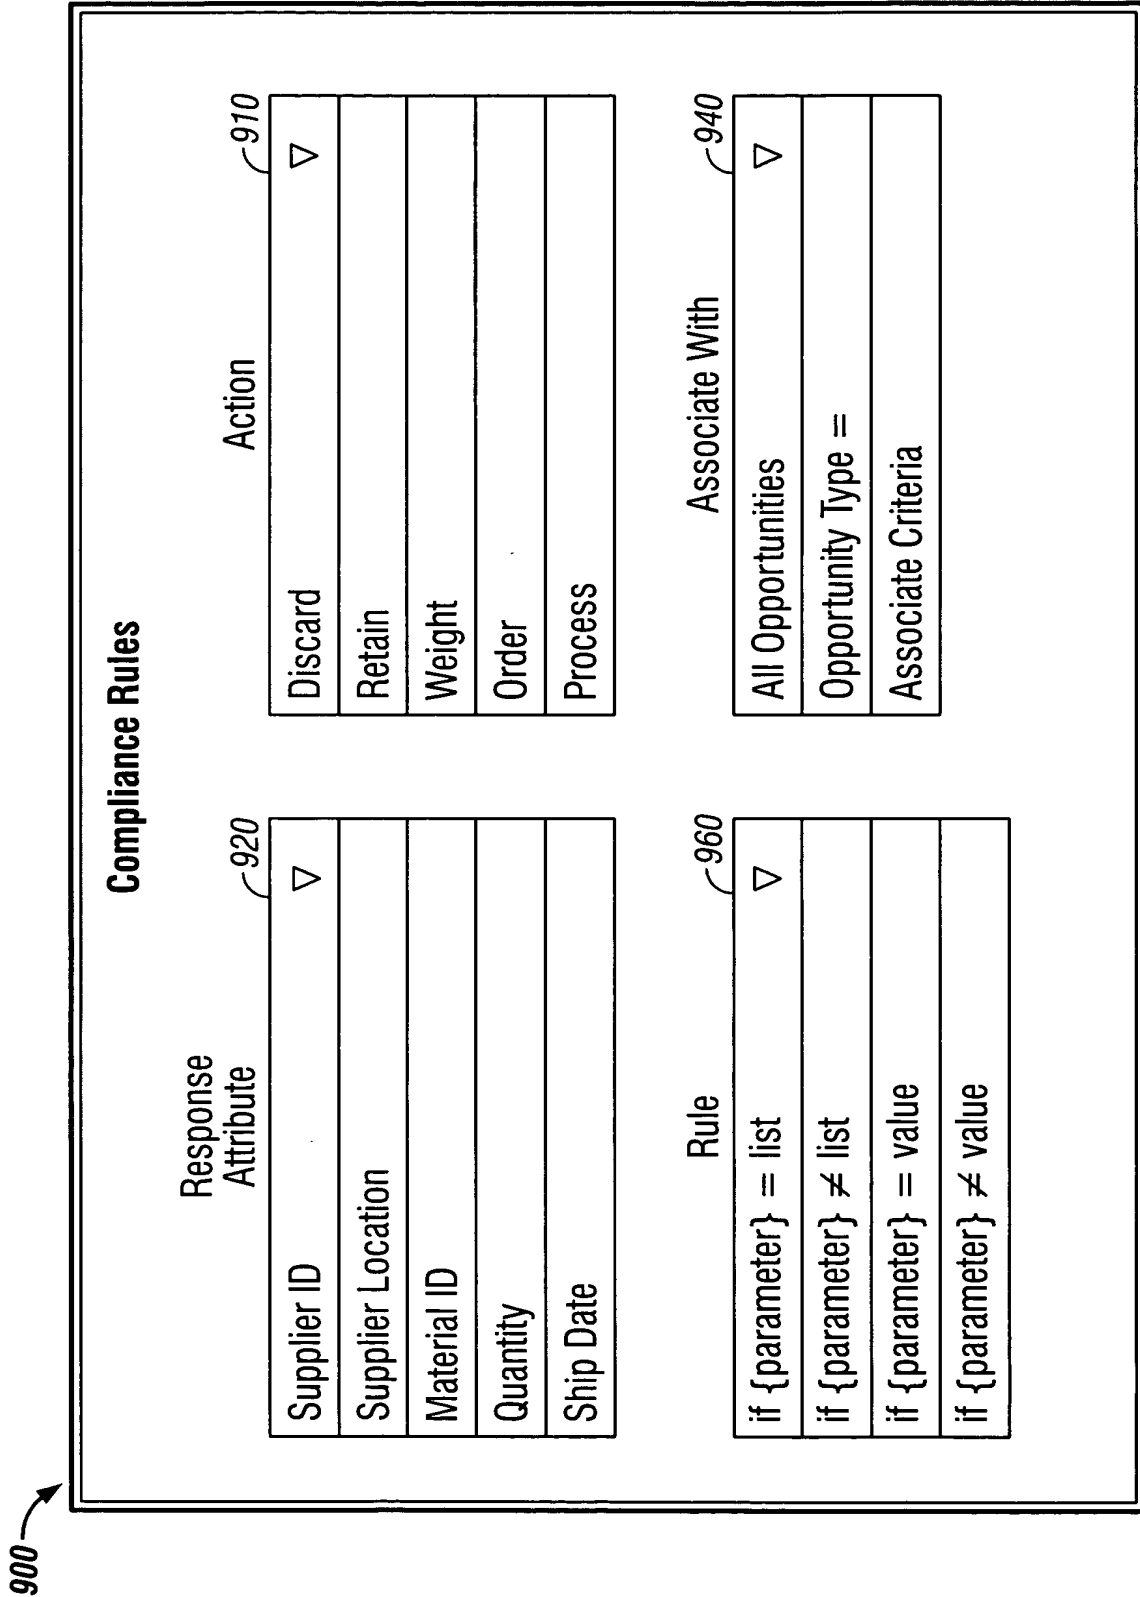 900
Compliance Rules
Response
Attribute
920
Supplier ID
Supplier Location
Material ID
Quantity
Ship Date
Action
910
Discard
Retain
Weight
Order
Process
Rule
960
if {parameter} = list
if {parameter} ≠ list
if {parameter} = value
if {parameter} ≠ value
Associate With
940
All Opportunities
Opportunity Type =
Associate Criteria